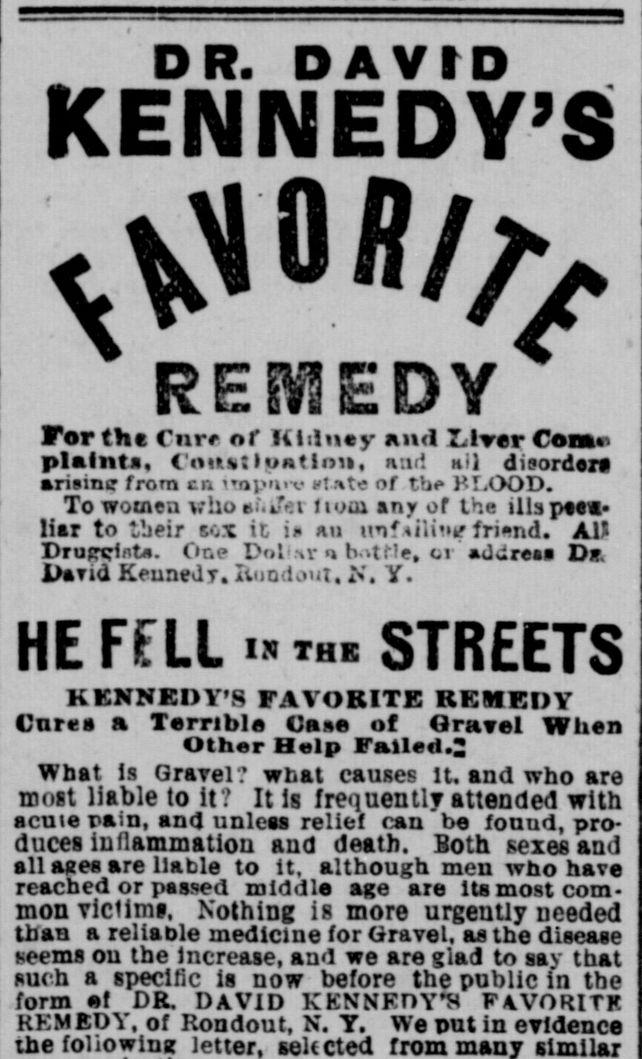 DR. DAVID
KENNEDY'S
FAVORITE
REMEDY
For the Cure of Kidney and Liver Com-
plaints, Constipation, and all disorders
arising from an impure state of the BLOOD.
To women who suffer from any of the ills pecu-
liar to their sex it is an unfailing friend. All
Druggists. One Dollar a bottle, or address Dr.
David Kennedy, Rondout, N. Y.
HE FELL IN THE STREETS
KENNEDY'S FAVORITE REMEDY
Cures a Terrible Case of Gravel When
Other Help Failed.
What is Gravel? what causes it. and who are
most liable to it? It is frequently attended with
acute pain, and unless relief can be found, pro-
duces inflammation and death. Both sexes and
all ages are liable to it, although men who have
reached or passed middle age are its most com-
mon victims. Nothing is more urgently needed
than a reliable medicine for Gravel, as the disease
seems on the increase, and we are glad to say that
such a specific is now before the public in the
form of DR. DAVID KENNEDY'S FAVORITE
REMEDY, of Rondout, N. Y. We put in evidence
the following letter, selected from many similar